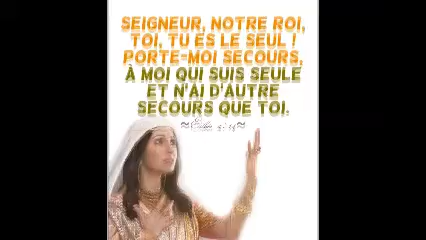 SEIGNEUR, NOTRE ROI,
TOI, TU ES LE SEUL !
PORTE-MOI SECOURS,
À MOI QUI SUIS SEULE
ET N'AI D'AUTRE
SECOURS QUE TOI.